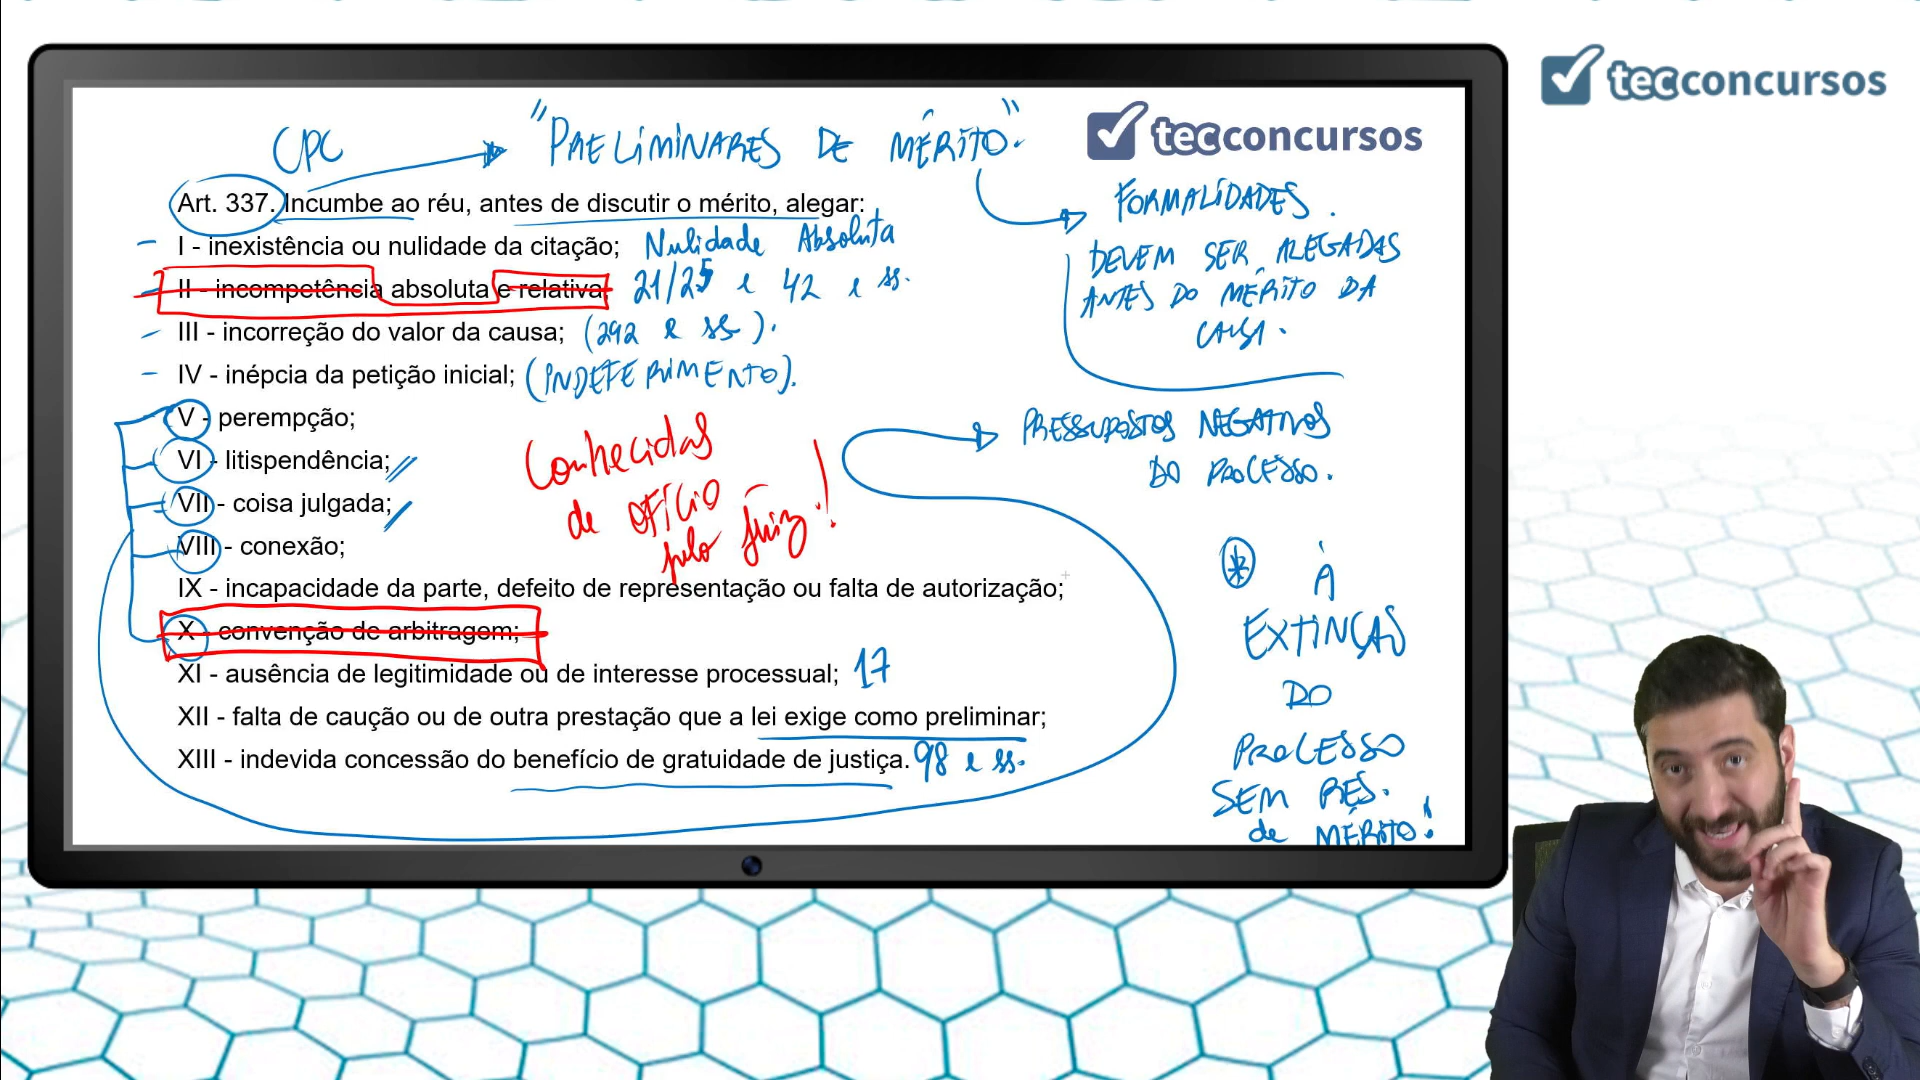 tecconcursos
CPC "PRELIMINARES DE MÉRITO".
tecconcursos
Art. 337. Incumbe ao réu, antes de discutir o mérito, alegar:
I - inexistência ou nulidade da citação; Nulidade Absoluta
II - incompetência absoluta e relativa; 21/25 e 42 e ss.
III - incorreção do valor da causa; (292 e ss).
IV - inépcia da petição inicial; (INDEFERIMENTO).
V - perempção;
VI - litispendência;
VII - coisa julgada;
VIII - conexão;
IX - incapacidade da parte, defeito de representação ou falta de autorização;
X - convenção de arbitragem;
XI - ausência de legitimidade ou de interesse processual; 17
XII - falta de caução ou de outra prestação que a lei exige como preliminar;
XIII - indevida concessão do benefício de gratuidade de justiça. 98 e ss.
Conhecidas
de OFÍCIO
pelo Juiz!
FORMALIDADES.
DEVEM SER ALEGADAS
ANTES DO MÉRITO DA
CAUSA.
PRESSUPOSTOS NEGATIVOS
DO PROCESSO.
* À
EXTINÇÃO
DO
PROCESSO
SEM RES.
de MÉRITO!